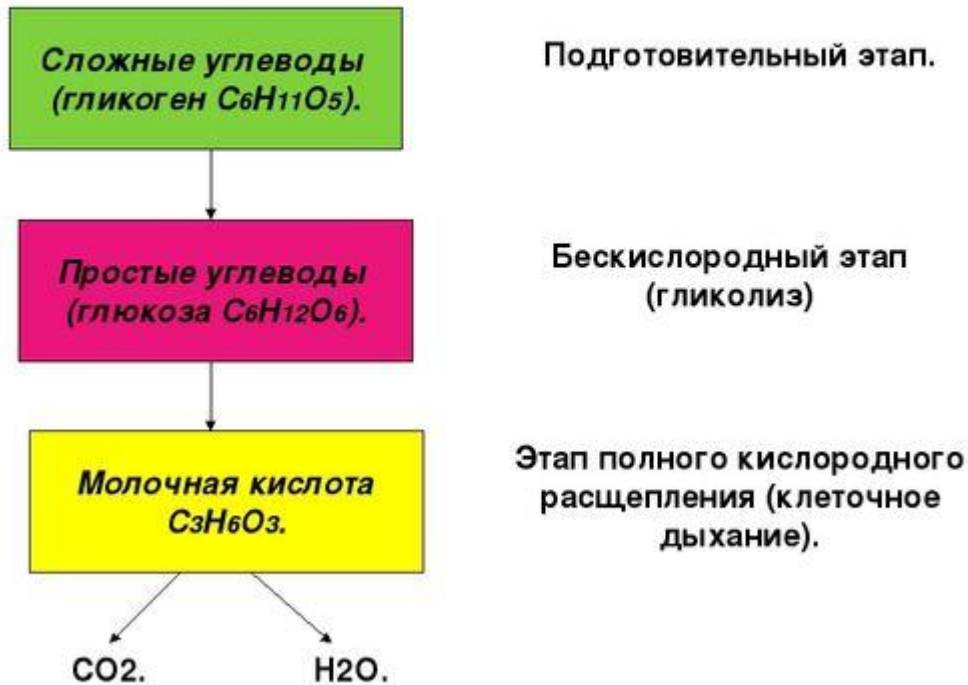 Сложные углеводы
(гликоген C6H11O5).
Подготовительный этап.
Простые углеводы
(глюкоза C6H12O6).
Бескислородный этап
(гликолиз)
Молочная кислота
C3H6O3.
Этап полного кислородного
расщепления (клеточное
дыхание).
CO2.
H2O.